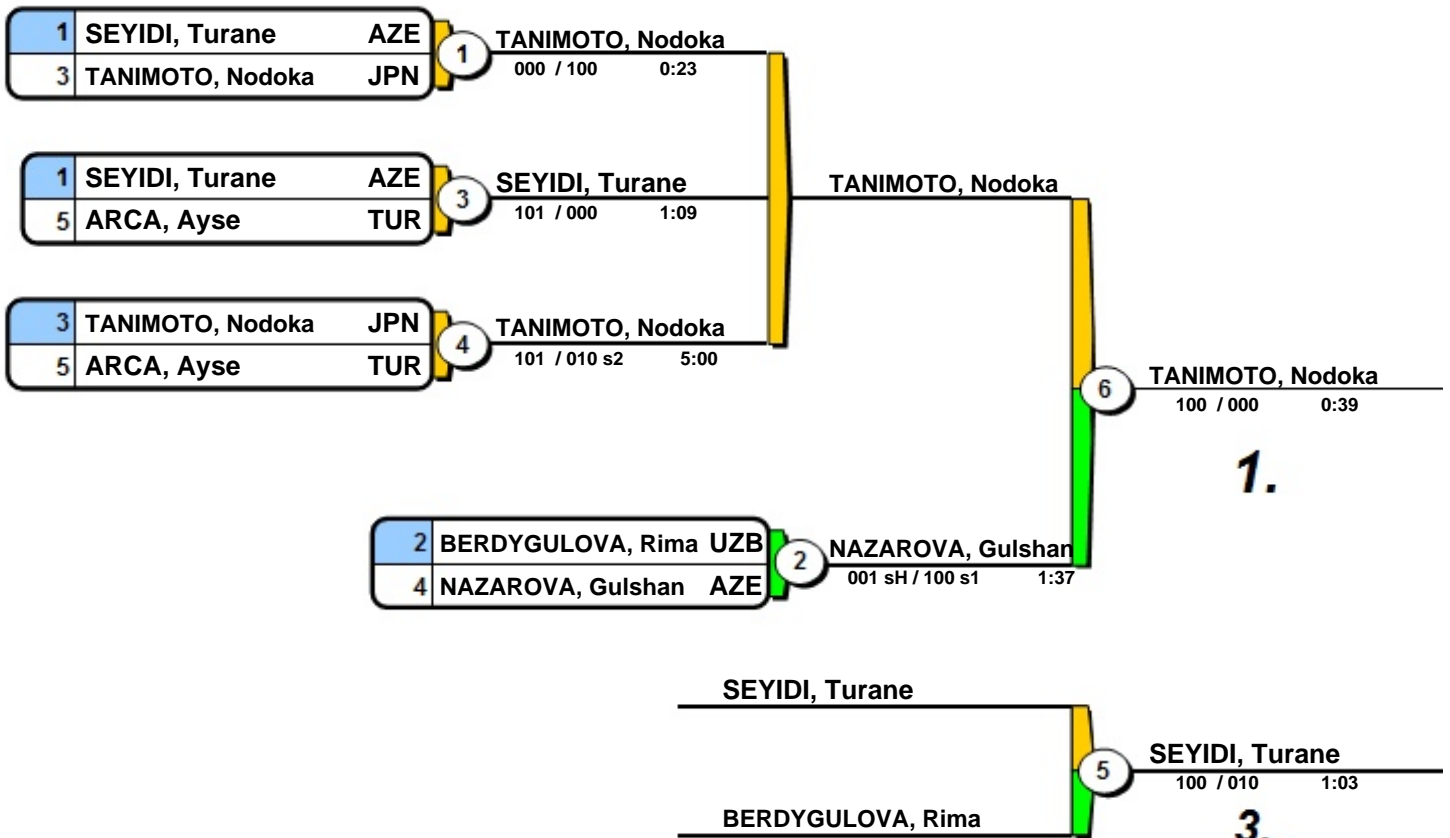 1 SEYIDI, Turane AZE
3 TANIMOTO, Nodoka JPN
1 TANIMOTO, Nodoka
000 / 100 0:23
1 SEYIDI, Turane AZE
5 ARCA, Ayse TUR
3 SEYIDI, Turane
101 / 000 1:09
TANIMOTO, Nodoka
3 TANIMOTO, Nodoka JPN
5 ARCA, Ayse TUR
4 TANIMOTO, Nodoka
101 / 010 s2 5:00
6 TANIMOTO, Nodoka
100 / 000 0:39
1.
2 BERDYGULOVA, Rima UZB
4 NAZAROVA, Gulshan AZE
2 NAZAROVA, Gulshan
001 sH / 100 s1 1:37
SEYIDI, Turane
5 SEYIDI, Turane
100 / 010 1:03
BERDYGULOVA, Rima
3.